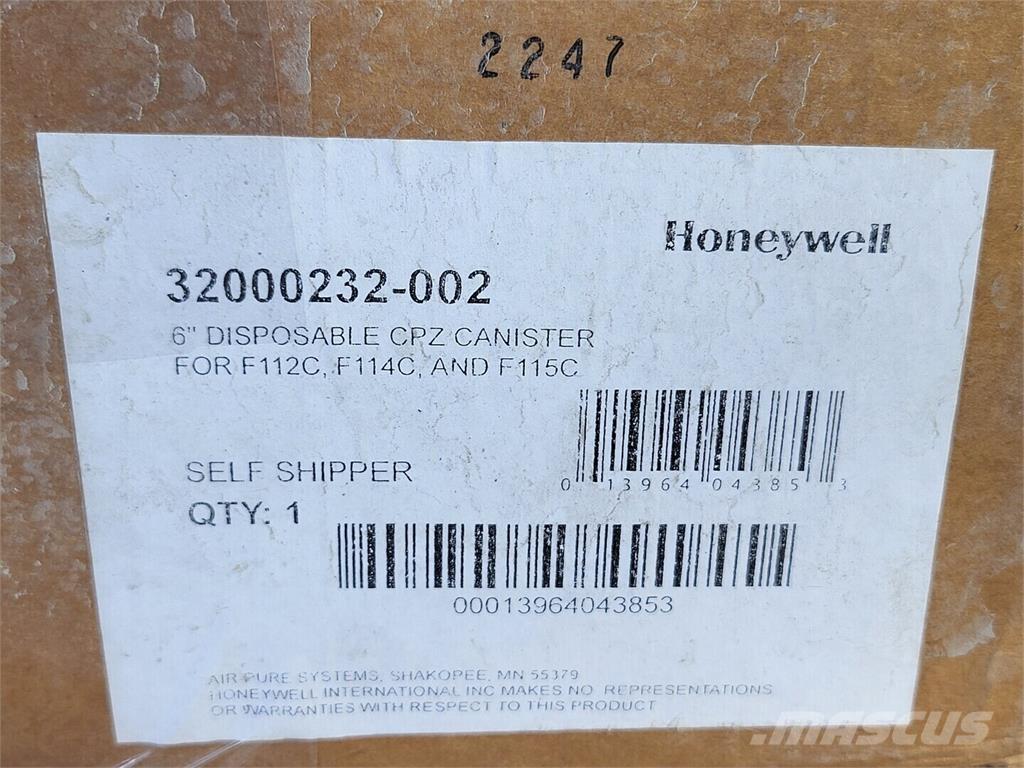 2247
Honeywell
32000232-002
6" DISPOSABLE CPZ CANISTER
FOR F112C, F114C, AND F115C
0 13964 04385 3
SELF SHIPPER
QTY: 1
00013964043853
AIR PURE SYSTEMS, SHAKOPEE, MN 55379
HONEYWELL INTERNATIONAL INC MAKES NO REPRESENTATIONS
OR WARRANTIES WITH RESPECT TO THIS PRODUCT
MASCUS